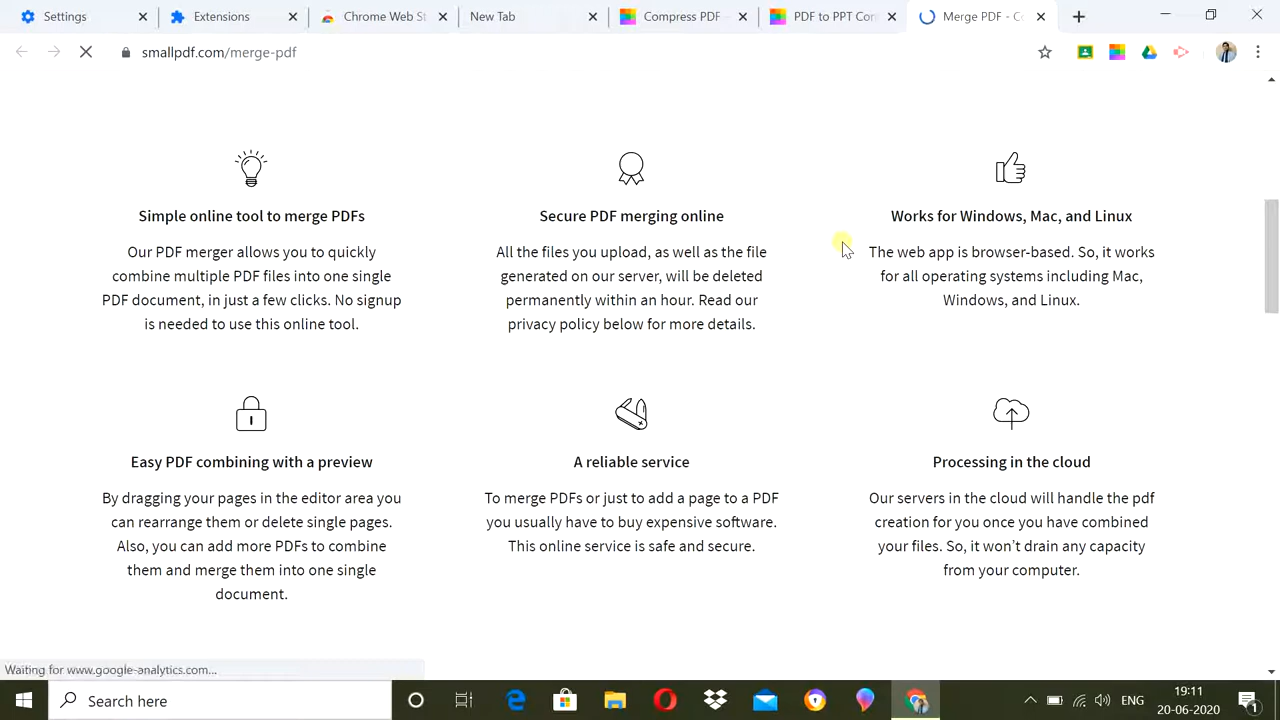 Settings
Extensions
Chrome Web St
New Tab
Compress PDF -
PDF to PPT Con
Merge PDF - Co
smallpdf.com/merge-pdf
Simple online tool to merge PDFs
Our PDF merger allows you to quickly
combine multiple PDF files into one single
PDF document, in just a few clicks. No signup
is needed to use this online tool.
Secure PDF merging online
All the files you upload, as well as the file
generated on our server, will be deleted
permanently within an hour. Read our
privacy policy below for more details.
Works for Windows, Mac, and Linux
The web app is browser-based. So, it works
for all operating systems including Mac,
Windows, and Linux.
Easy PDF combining with a preview
By dragging your pages in the editor area you
can rearrange them or delete single pages.
Also, you can add more PDFs to combine
them and merge them into one single
document.
A reliable service
To merge PDFs or just to add a page to a PDF
you usually have to buy expensive software.
This online service is safe and secure.
Processing in the cloud
Our servers in the cloud will handle the pdf
creation for you once you have combined
your files. So, it won't drain any capacity
from your computer.
Waiting for www.google-analytics.com...
Search here
ENG
19:11
20-06-2020
1